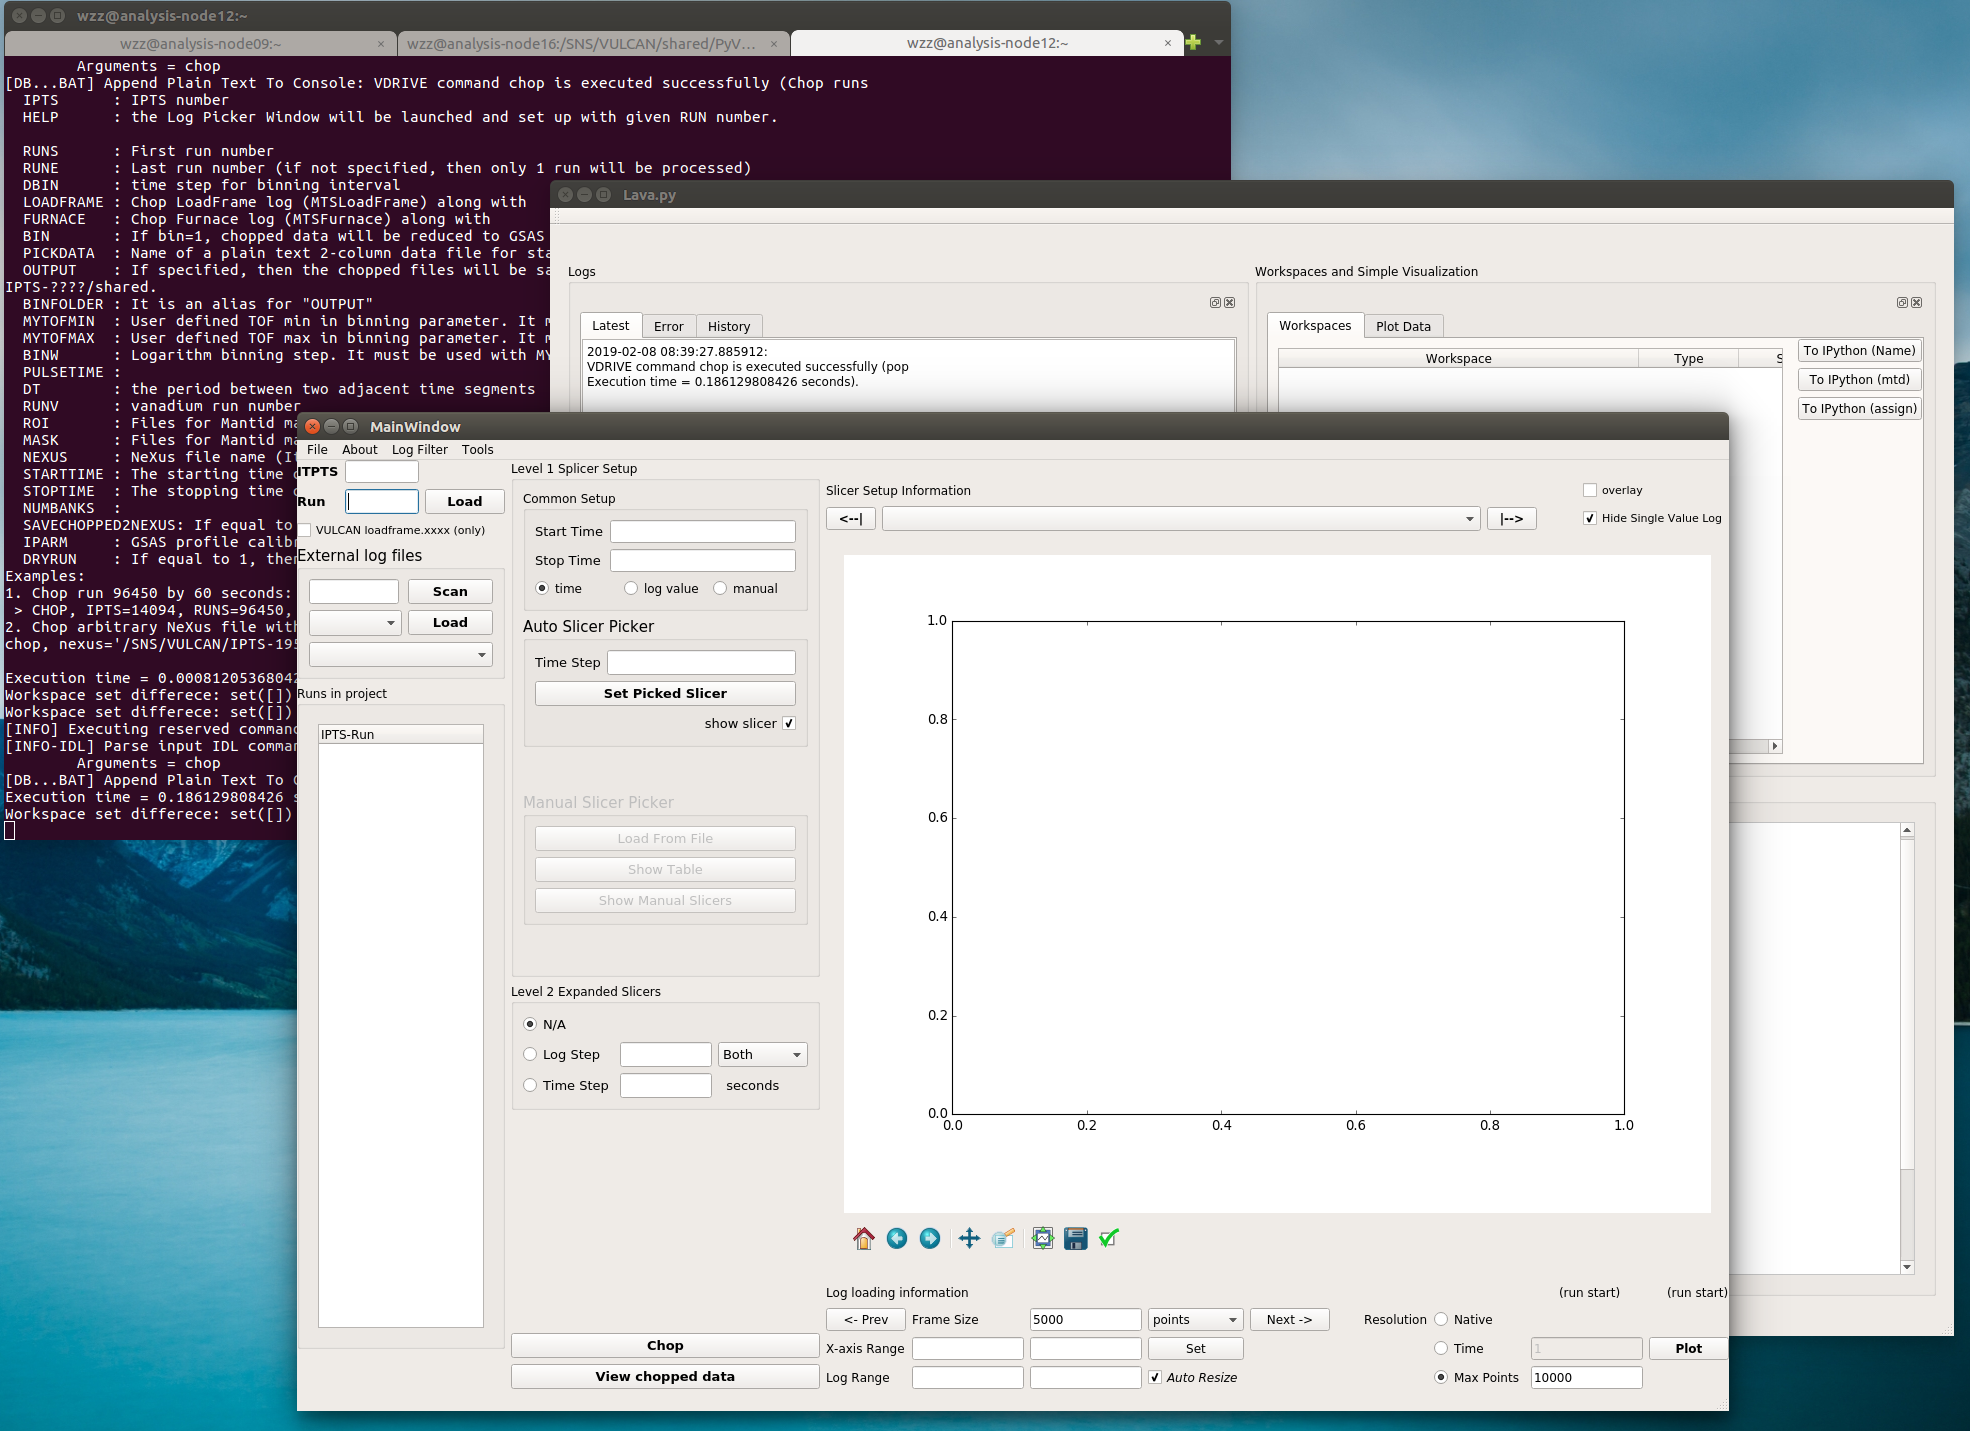 wzz@analysis-node12:~
wzz@analysis-node09:~
wzz@analysis-node16:/SNS/VULCAN/shared/PyV...
wzz@analysis-node12:~
Arguments = chop
[DB...BAT] Append Plain Text To Console: VDRIVE command chop is executed successfully (Chop runs
IPTS : IPTS number
HELP : the Log Picker Window will be launched and set up with given RUN number.
RUNS : First run number
RUNE : Last run number (if not specified, then only 1 run will be processed)
DBIN : time step for binning interval
LOADFRAME : Chop LoadFrame log (MTSLoadFrame) along with
FURNACE : Chop Furnace log (MTSFurnace) along with
BIN : If bin=1, chopped data will be reduced to GSAS
PICKDATA : Name of a plain text 2-column data file for sta
OUTPUT : If specified, then the chopped files will be sa
IPTS-????/shared.
BINFOLDER : It is an alias for "OUTPUT"
MYTOFMIN : User defined TOF min in binning parameter. It m
MYTOFMAX : User defined TOF max in binning parameter. It m
BINW : Logarithm binning step. It must be used with MY
PULSETIME :
DT : the period between two adjacent time segments
RUNV : vanadium run number
ROI : Files for Mantid ma
MASK : Files for Mantid ma
NEXUS : NeXus file name (I
STARTTIME : The starting time
STOPTIME : The stopping time
NUMBANKS :
SAVECHOPPED2NEXUS: If equal to
IPARM : GSAS profile calib
DRYRUN : If equal to 1, the
Examples:
1. Chop run 96450 by 60 seconds:
> CHOP, IPTS=14094, RUNS=96450,
2. Chop arbitrary NeXus file with
chop, nexus='/SNS/VULCAN/IPTS-195
Execution time = 0.00081205368042
Workspace set differece: set([])
Workspace set differece: set([])
[INFO] Executing reserved command
[INFO-IDL] Parse input IDL comman
Arguments = chop
[DB...BAT] Append Plain Text To C
Execution time = 0.186129808426 s
Workspace set differece: set([])
Lava.py
Logs
Latest
Error
History
2019-02-08 08:39:27.885912:
VDRIVE command chop is executed successfully (pop
Execution time = 0.186129808426 seconds).
Workspaces and Simple Visualization
Workspaces
Plot Data
Workspace
Type
S
To IPython (Name)
To IPython (mtd)
To IPython (assign)
MainWindow
File
About
Log Filter
Tools
ITPTS
Run
Load
VULCAN loadframe.xxxx (only)
External log files
Scan
Load
Runs in project
IPTS-Run
Level 1 Splicer Setup
Common Setup
Start Time
Stop Time
time
log value
manual
Auto Slicer Picker
Time Step
Set Picked Slicer
show slicer
Manual Slicer Picker
Load From File
Show Table
Show Manual Slicers
Level 2 Expanded Slicers
N/A
Log Step
Both
Time Step
seconds
Chop
View chopped data
Slicer Setup Information
<--|
|-->
overlay
Hide Single Value Log
1.0
0.8
0.6
0.4
0.2
0.0
0.0
0.2
0.4
0.6
0.8
1.0
Log loading information
(run start)
(run start)
<- Prev
Frame Size
5000
points
Next ->
Resolution
Native
X-axis Range
Set
Time
1
Plot
Log Range
Auto Resize
Max Points
10000